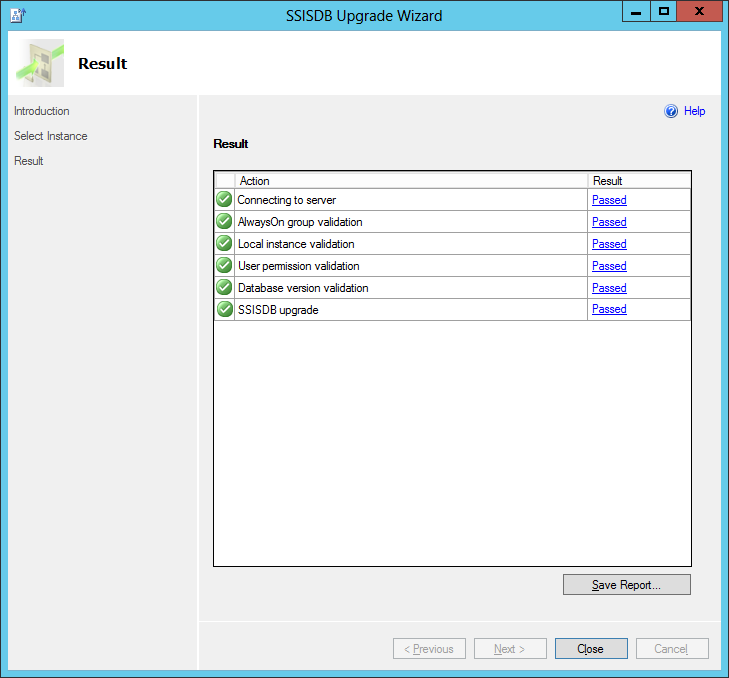 SSISDB Upgrade Wizard
Result
Introduction
Select Instance
Result
Help
Result
Action Result
Connecting to server Passed
AlwaysOn group validation Passed
Local instance validation Passed
User permission validation Passed
Database version validation Passed
SSISDB upgrade Passed
Save Report...
< Previous Next > Close Cancel